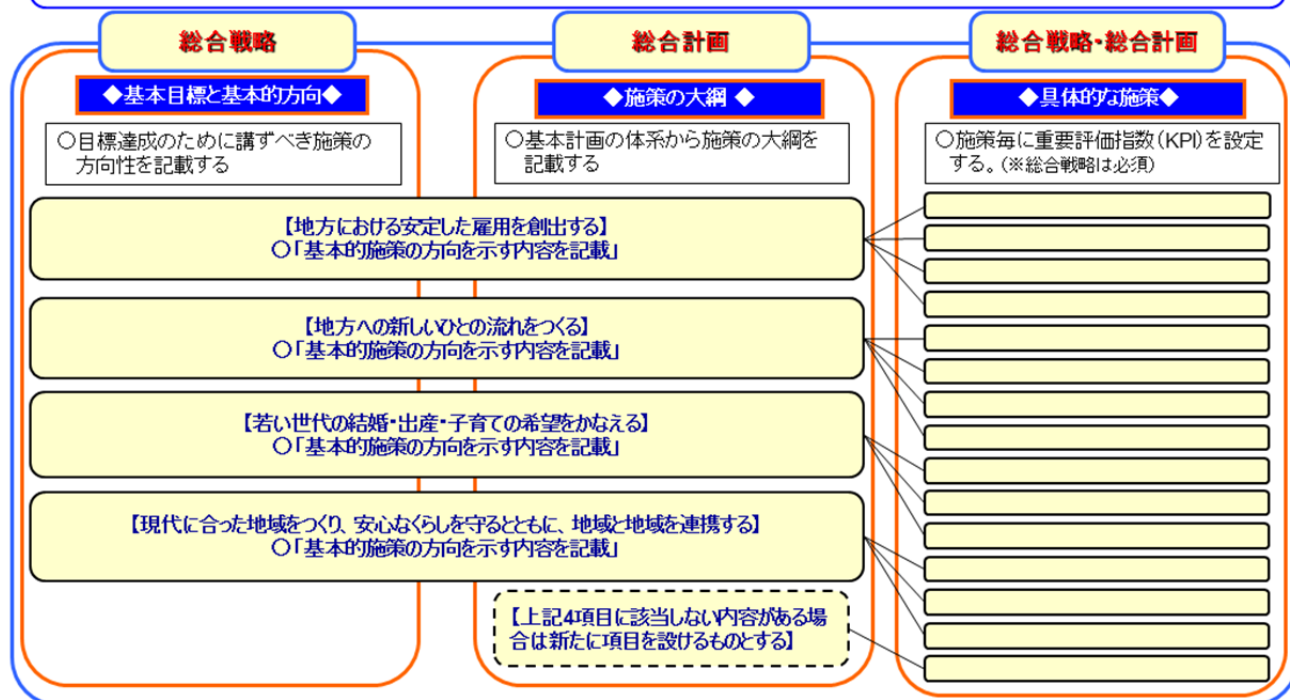 総合戦略
総合計画
総合戦略・総合計画
◆基本目標と基本的方向◆
◆施策の大綱 ◆
◆具体的な施策◆
○目標達成のために講ずべき施策の
方向性を記載する
○基本計画の体系から施策の大綱を
記載する
○施策毎に重要評価指数(KPI)を設定
する。(※総合戦略は必須)
【地方における安定した雇用を創出する】
○「基本的施策の方向を示す内容を記載」
【地方への新しいひとの流れをつくる】
○「基本的施策の方向を示す内容を記載」
【若い世代の結婚・出産・子育ての希望をかなえる】
○「基本的施策の方向を示す内容を記載」
【現代に合った地域をつくり、安心なくらしを守るとともに、地域と地域を連携する】
○「基本的施策の方向を示す内容を記載」
【上記4項目に該当しない内容がある場
合は新たに項目を設けるものとする】